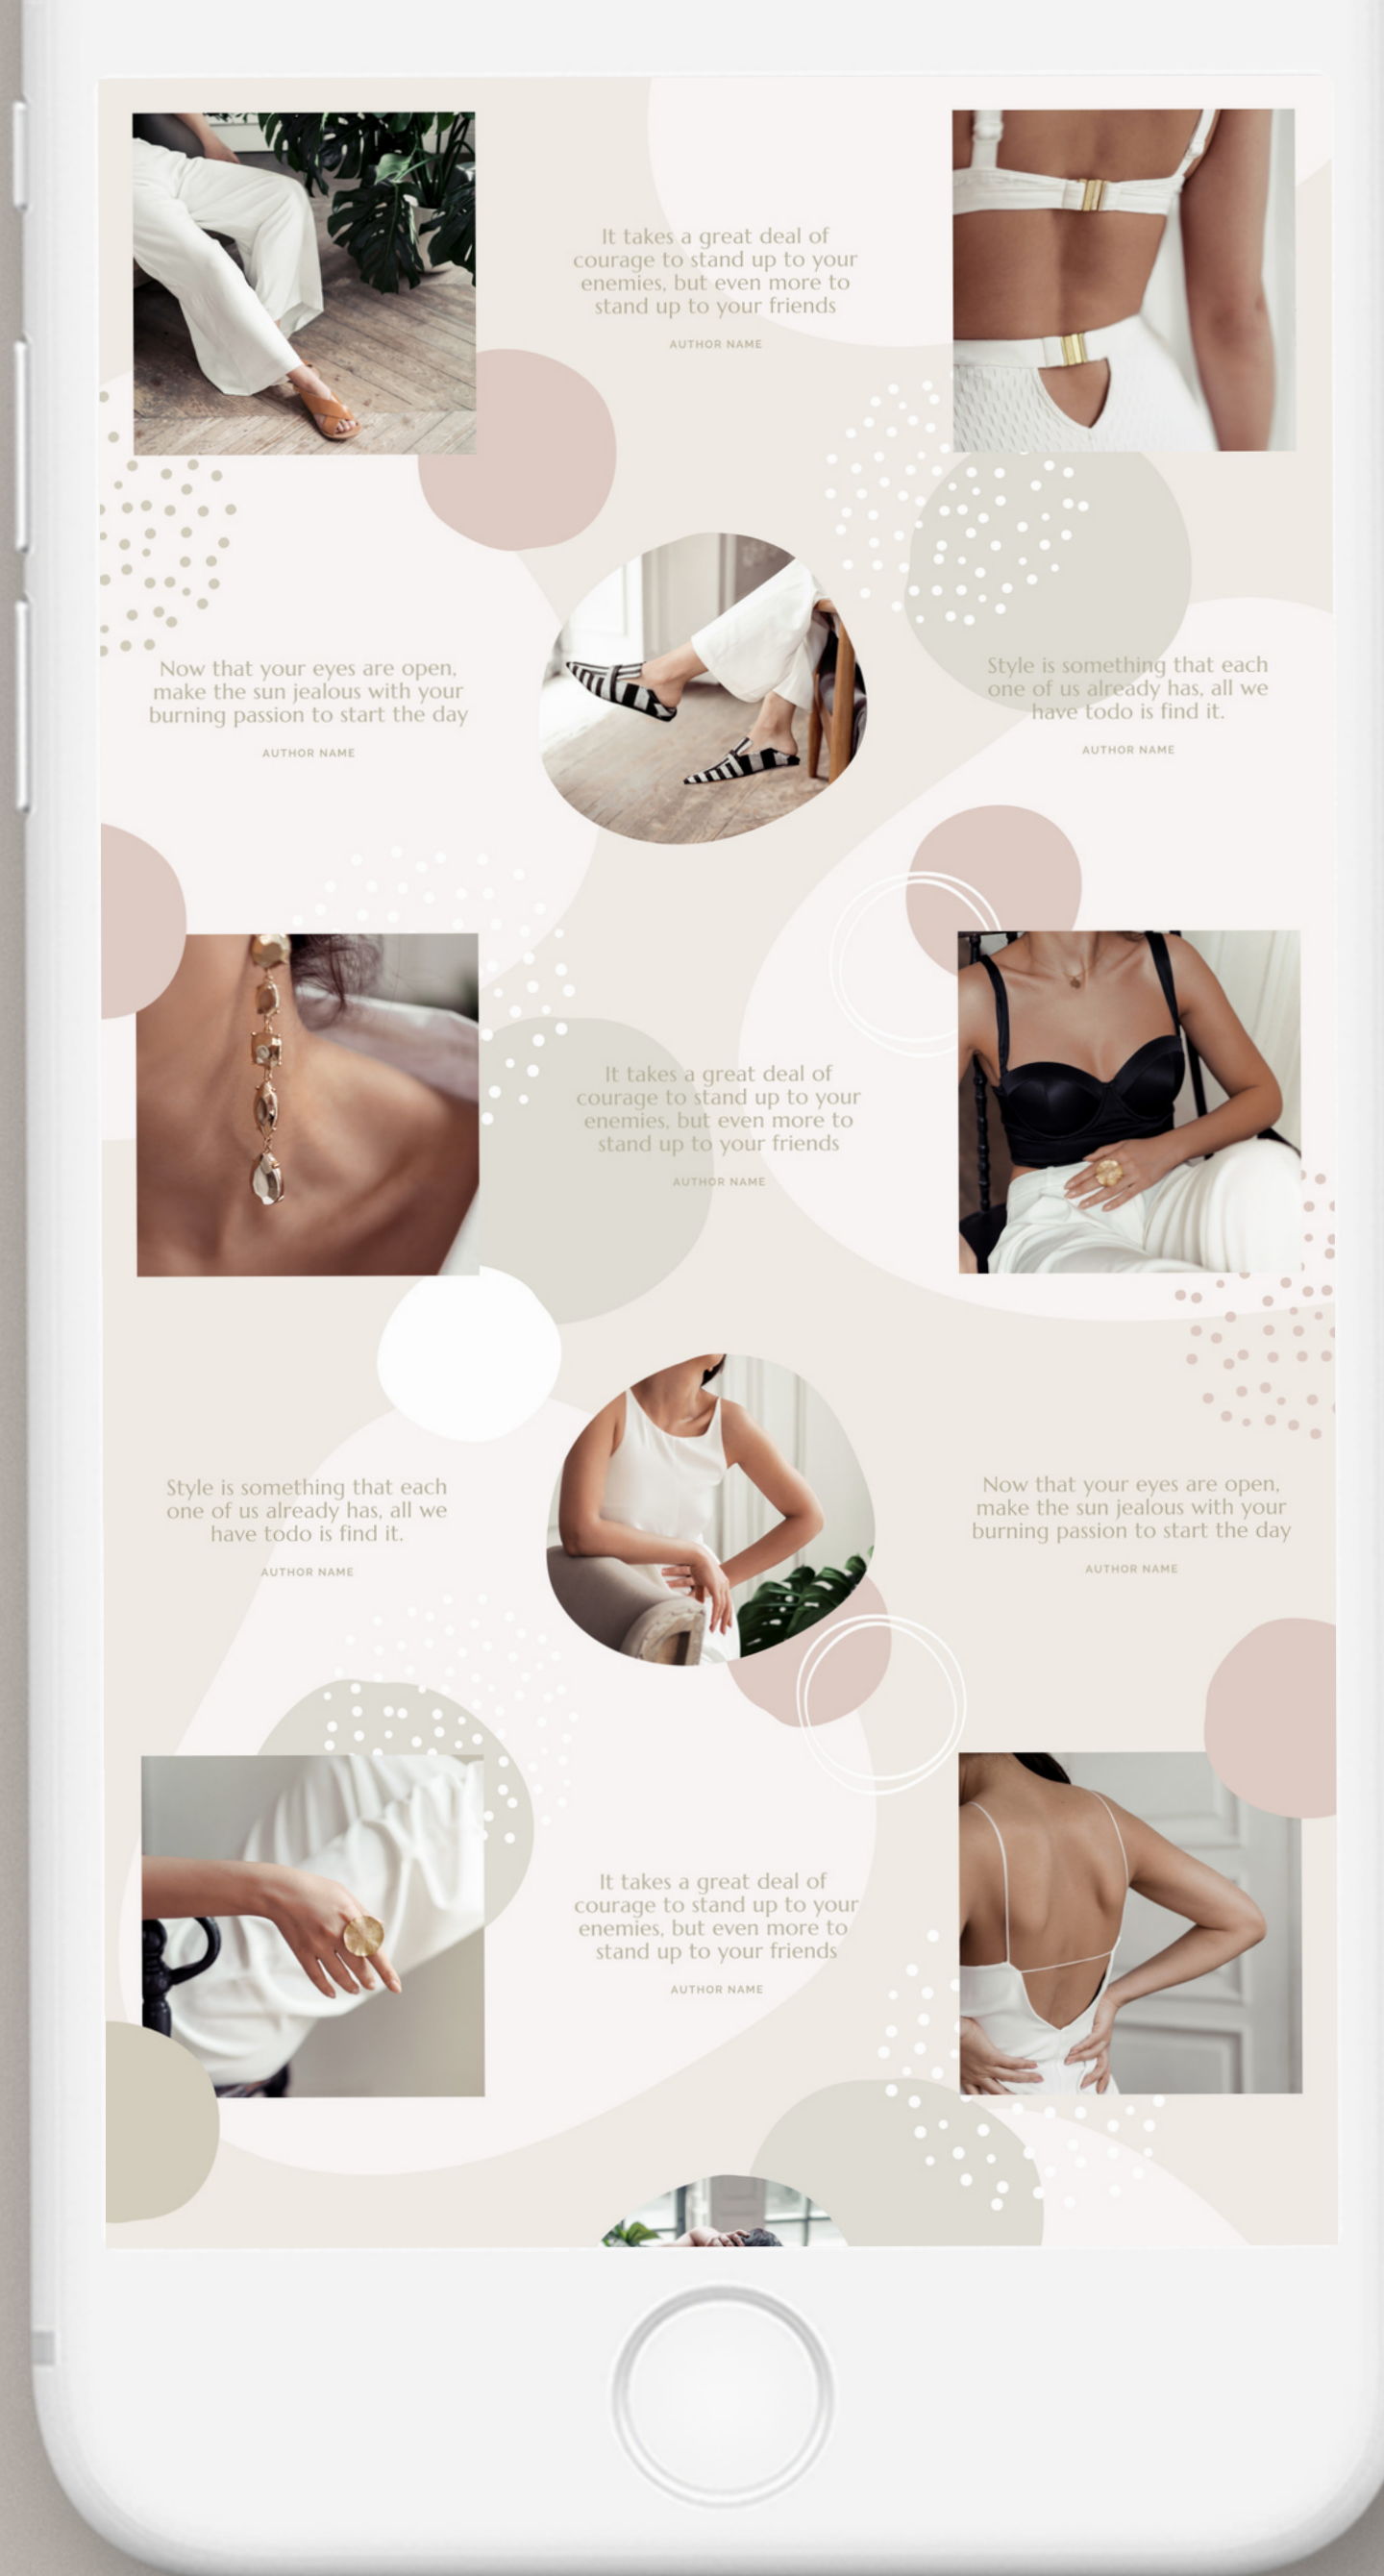 It takes a great deal of
courage to stand up to your
enemies, but even more to
stand up to your friends
AUTHOR NAME
Now that your eyes are open,
make the sun jealous with your
burning passion to start the day
AUTHOR NAME
Style is something that each
one of us already has, all we
have todo is find it.
AUTHOR NAME
It takes a great deal of
courage to stand up to your
enemies, but even more to
stand up to your friends
AUTHOR NAME
Style is something that each
one of us already has, all we
have todo is find it.
AUTHOR NAME
Now that your eyes are open,
make the sun jealous with your
burning passion to start the day
AUTHOR NAME
It takes a great deal of
courage to stand up to your
enemies, but even more to
stand up to your friends
AUTHOR NAME